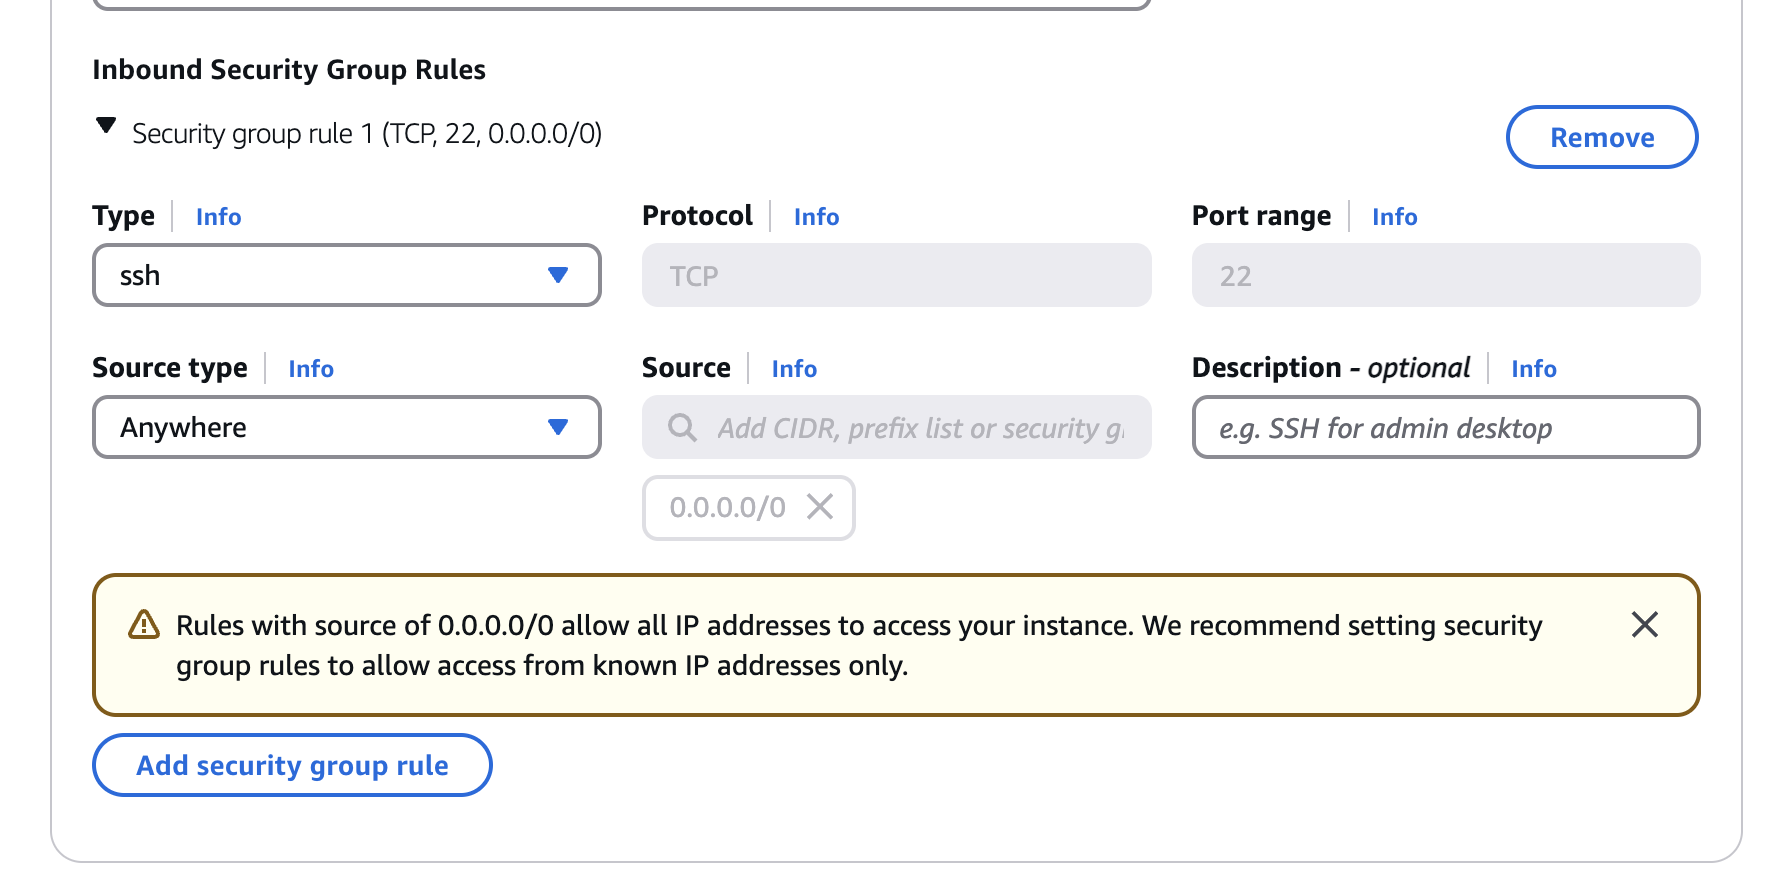 Inbound Security Group Rules
Security group rule 1 (TCP, 22, 0.0.0.0/0)
Remove
Type Info
Protocol Info
Port range Info
ssh
TCP
22
Source type Info
Source Info
Description - optional Info
Anywhere
Add CIDR, prefix list or security
e.g. SSH for admin desktop
0.0.0.0/0
Rules with source of 0.0.0.0/0 allow all IP addresses to access your instance. We recommend setting security
group rules to allow access from known IP addresses only.
Add security group rule